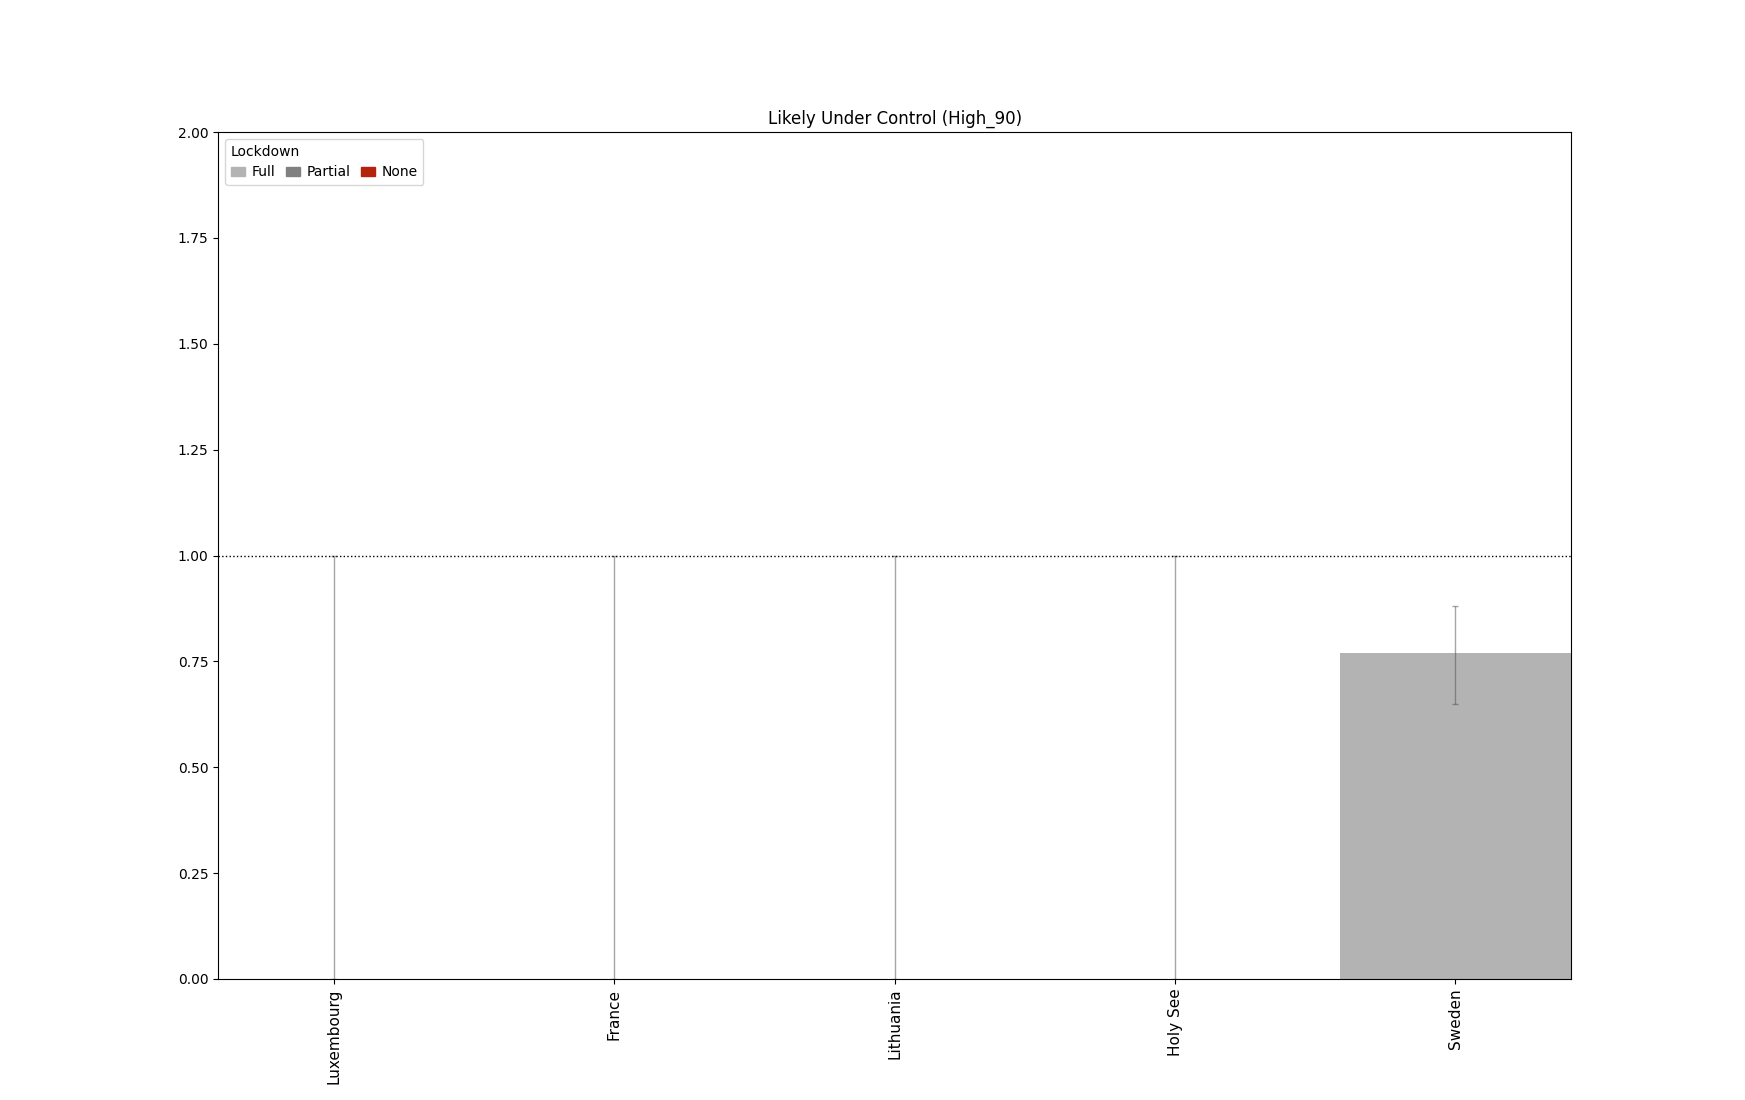 Likely Under Control (High_90)
2.00
Lockdown
Full Partial None
1.75
1.50
1.25
1.00
0.75
0.50
0.25
0.00
Luxembourg
France
Lithuania
Holy See
Sweden